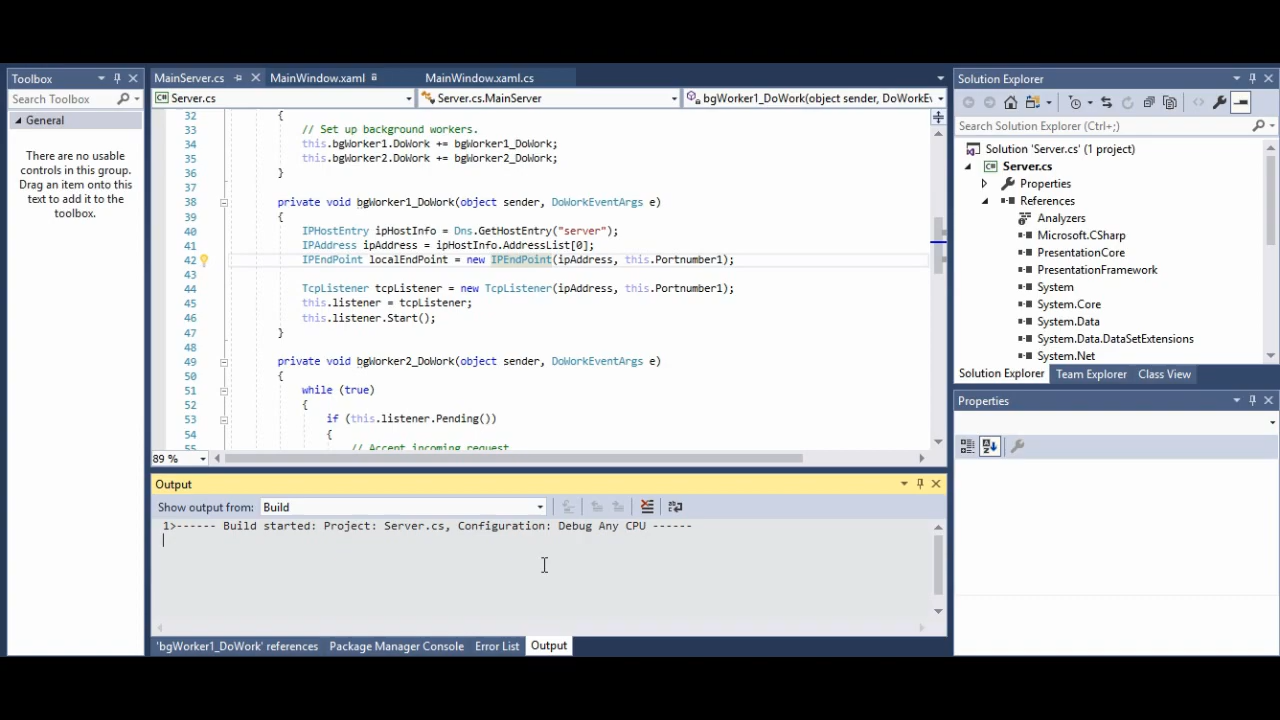 Toolbox
Search Toolbox
General
There are no usable
controls in this group.
Drag an item onto this
text to add it to the
toolbox.
MainServer.cs
MainWindow.xaml
MainWindow.xaml.cs
Server.cs
Server.cs.MainServer
bgWorker1_DoWork(object sender, DoWorkEv
32 {
33 // Set up background workers.
34 this.bgWorker1.DoWork += bgWorker1_DoWork;
35 this.bgWorker2.DoWork += bgWorker2_DoWork;
36 }
37
38 private void bgWorker1_DoWork(object sender, DoWorkEventArgs e)
39 {
40 IPHostEntry ipHostInfo = Dns.GetHostEntry("server");
41 IPAddress ipAddress = ipHostInfo.AddressList[0];
42 IPEndPoint localEndPoint = new IPEndPoint(ipAddress, this.Portnumber1);
43
44 TcpListener tcpListener = new TcpListener(ipAddress, this.Portnumber1);
45 this.listener = tcpListener;
46 this.listener.Start();
47 }
48
49 private void bgWorker2_DoWork(object sender, DoWorkEventArgs e)
50 {
51 while (true)
52 {
53 if (this.listener.Pending())
54 {
55 // Accept incoming request
89 %
Output
Show output from: Build
1>------ Build started: Project: Server.cs, Configuration: Debug Any CPU ------
'bgWorker1_DoWork' references
Package Manager Console
Error List
Output
Solution Explorer
Search Solution Explorer (Ctrl+;)
Solution 'Server.cs' (1 project)
Server.cs
Properties
References
Analyzers
Microsoft.CSharp
PresentationCore
PresentationFramework
System
System.Core
System.Data
System.Data.DataSetExtensions
System.Net
Solution Explorer
Team Explorer
Class View
Properties